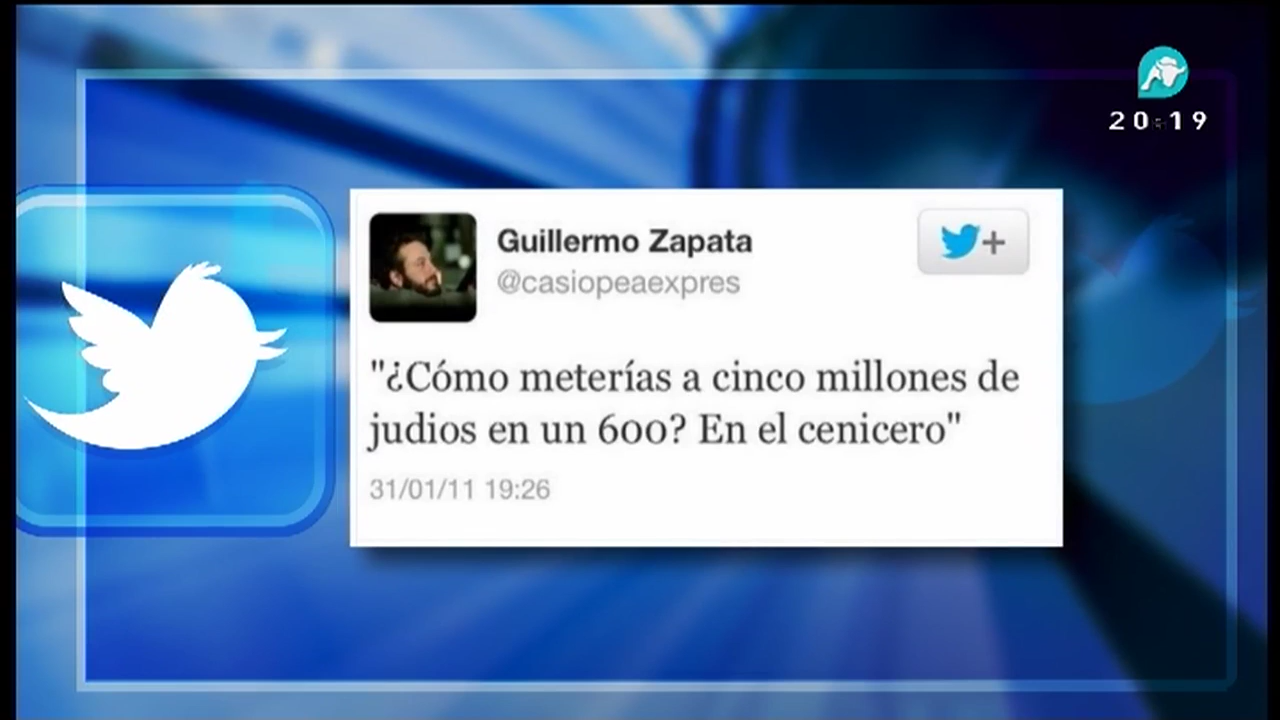 20:19
Guillermo Zapata
@casiopeaexpres
"¿Cómo meterías a cinco millones de
judios en un 600? En el cenicero"
31/01/11 19:26